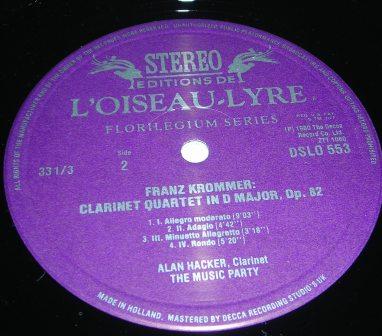 STEREO
EDITIONS DE
L'OISEAU-LYRE
FLORILEGIUM SERIES
33 1/3
Side
2
(P) 1980 The Decca
Record Co. Ltd.
DSLO 553
FRANZ KROMMER:
CLARINET QUARTET IN D MAJOR, Op. 82
1. I. Allegro moderato (9'03'')
2. II. Adagio (4'42'')
3. III. Minuetto Allegretto (3'18'')
4. IV. Rondo (5'20'')
ALAN HACKER, Clarinet
THE MUSIC PARTY
MADE IN HOLLAND. MASTERED BY DECCA RECORDING STUDIO'S UK